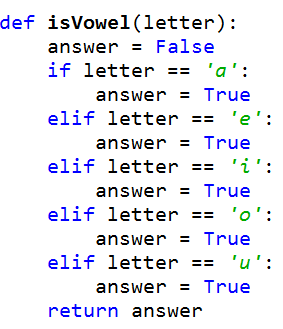 def isVowel(letter):
    answer = False
    if letter == 'a':
        answer = True
    elif letter == 'e':
        answer = True
    elif letter == 'i':
        answer = True
    elif letter == 'o':
        answer = True
    elif letter == 'u':
        answer = True
    return answer